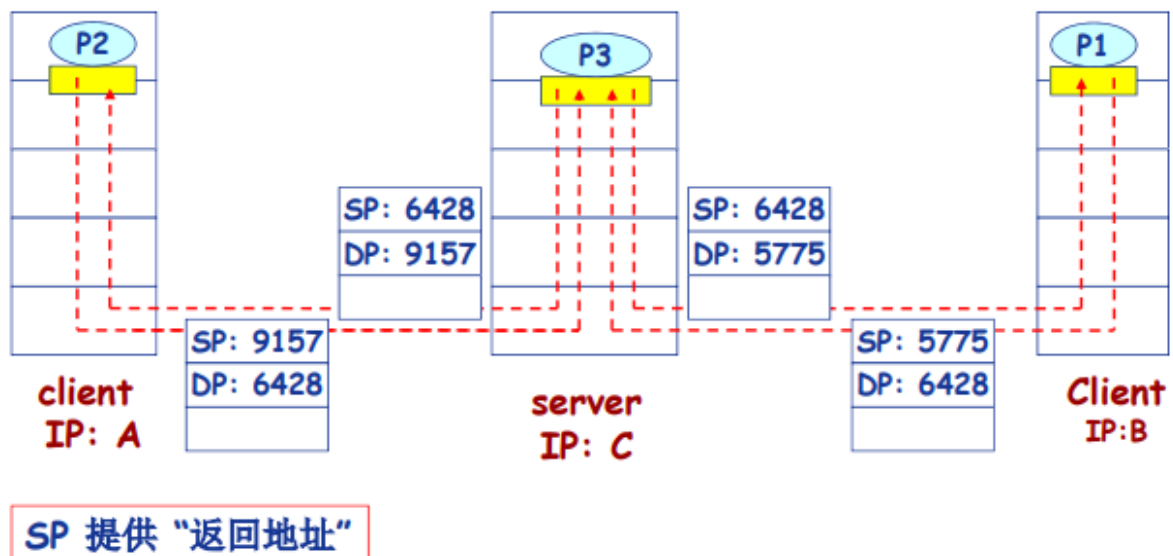 P2
P3
P1
SP: 6428
DP: 9157
SP: 6428
DP: 5775
SP: 9157
DP: 6428
SP: 5775
DP: 6428
client
IP: A
server
IP: C
Client
IP:B
SP 提供 “返回地址”